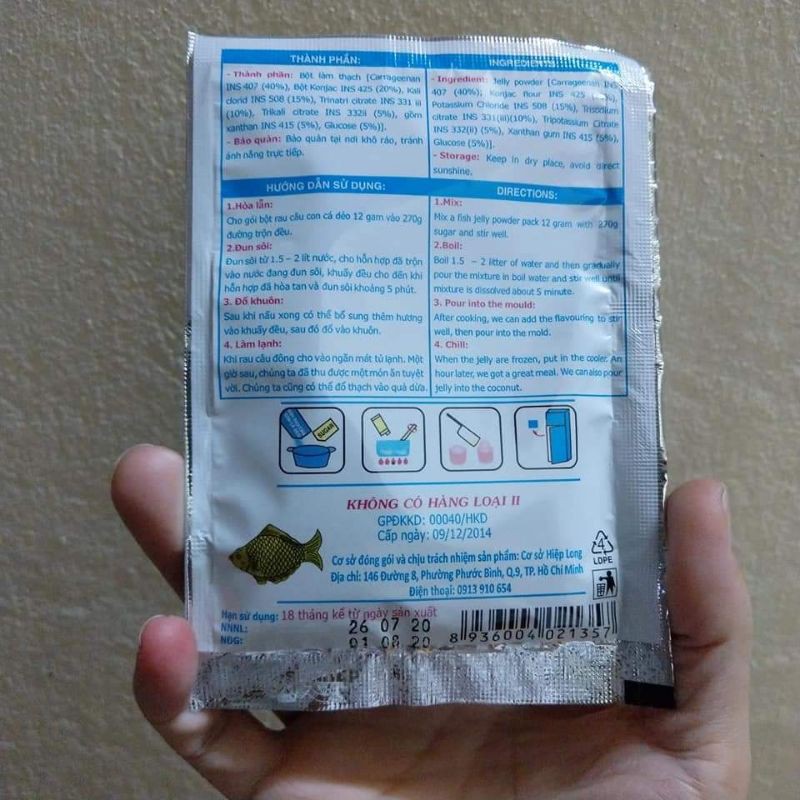 THÀNH PHẦN:
- Thành phần: Bột làm thạch [Carrageenan
INS 407 (40%), Bột Konjac INS 425 (20%), Kali
clorid INS 508 (15%), Trinatri citrate INS 331 iii
(10%), Trikali citrate INS 332ii (5%), gôm
xanthan INS 415 (5%), Glucose (5%)].
- Bảo quản: Bảo quản tại nơi khô ráo, tránh
ánh nắng trực tiếp.
INGREDIENTS:
- Ingredient: Jelly powder [Carrageenan INS
407 (40%); Konjac flour INS 425 (20%),
Potassium Chloride INS 508 (15%), Trisodium
citrate INS 331(iii)(10%), Tripotassium Citrate
INS 332(ii) (5%), Xanthan gum INS 415 (5%),
Glucose (5%)].
- Storage: Keep in dry place, avoid direct
sunshine.
HƯỚNG DẪN SỬ DỤNG:
1.Hòa lẫn:
Cho gói bột rau câu con cá dẻo 12 gam vào 270g
đường trộn đều.
2.Đun sôi:
Đun sôi từ 1.5 – 2 lít nước, cho hỗn hợp đã trộn
vào nước đang đun sôi, khuấy đều cho đến khi
hỗn hợp đã hòa tan và đun sôi khoảng 5 phút.
3. Đổ khuôn:
Sau khi nấu xong có thể bổ sung thêm hương
vào khuấy đều, sau đó đổ vào khuôn.
4. Làm lạnh:
Khi rau câu đông cho vào ngăn mát tủ lạnh. Một
giờ sau, chúng ta đã thu được một món ăn tuyệt
vời. Chúng ta cũng có thể đổ thạch vào quả dừa.
DIRECTIONS:
1.Mix:
Mix a fish jelly powder pack 12 gram with 270g
sugar and stir well.
2.Boil:
Boil 1.5 – 2 litter of water and then gradually
pour the mixture in boil water and stir well until
mixture is dissolved about 5 minute.
3. Pour into the mould:
After cooking, we can add the flavouring to stir
well, then pour into the mold.
4. Chill:
When the jelly are frozen, put in the cooler. An
hour later, we got a great meal. We can also pour
jelly into the coconut.
SUGAR
KHÔNG CÓ HÀNG LOẠI II
GPĐKKD: 00040/HKD
Cấp ngày: 09/12/2014
Cơ sở đóng gói và chịu trách nhiệm sản phẩm: Cơ sở Hiệp Long
Địa chỉ: 146 Đường 8, Phường Phước Bình, Q.9, TP. Hồ Chí Minh
Điện thoại: 0913 910 654
4
LDPE
Hạn sử dụng: 18 tháng kể từ ngày sản xuất
NNNL: 26 07 20
NĐG: 01 08 20
8 936004 021357